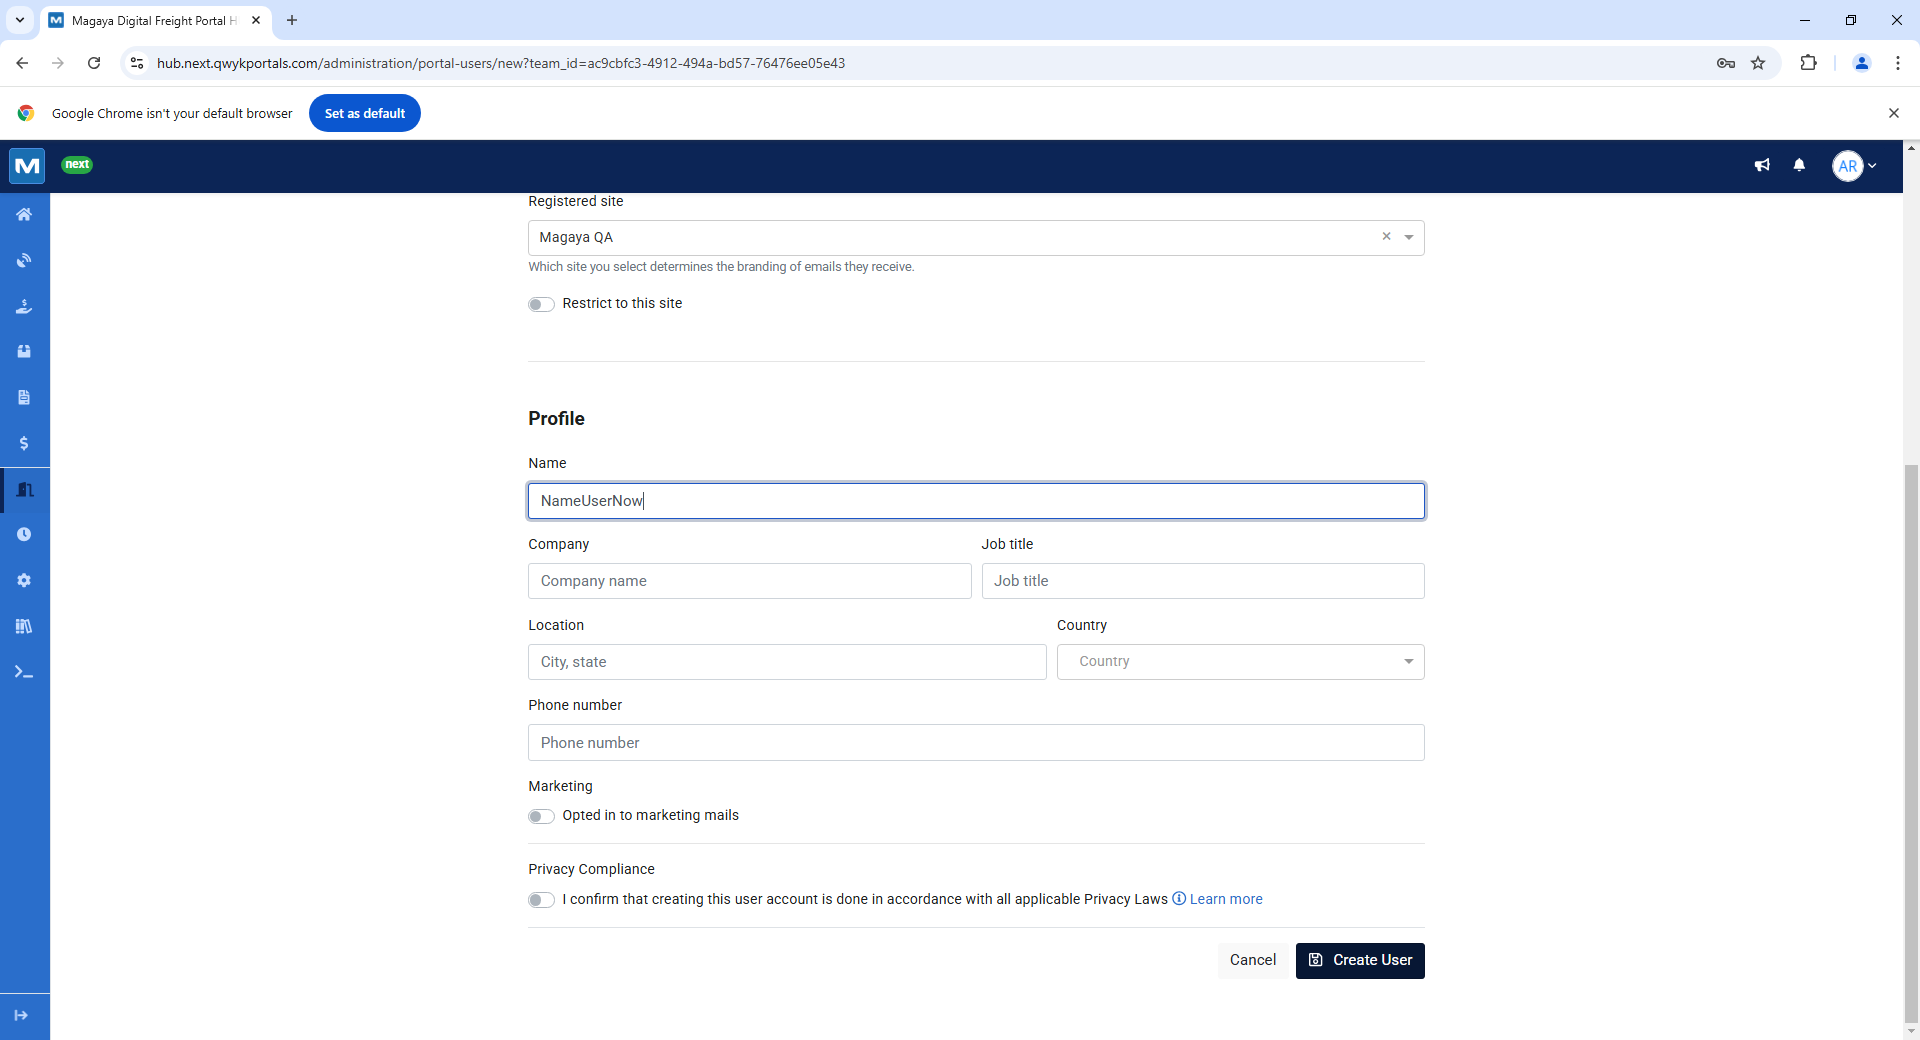 Magaya Digital Freight Portal H
hub.next.qwykportals.com/administration/portal-users/new?team_id=ac9cbfc3-4912-494a-bd57-76476ee05e43
Google Chrome isn't your default browser
Set as default
M
next
AR
Registered site
Magaya QA
Which site you select determines the branding of emails they receive.
Restrict to this site
Profile
Name
NameUserNow
Company
Job title
Company name
Job title
Location
Country
City, state
Country
Phone number
Phone number
Marketing
Opted in to marketing mails
Privacy Compliance
I confirm that creating this user account is done in accordance with all applicable Privacy Laws Learn more
Cancel
Create User